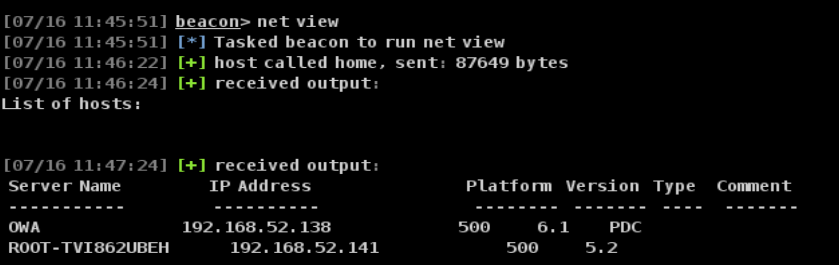 [07/16 11:45:51] beacon> net view
[07/16 11:45:51] [*] Tasked beacon to run net view
[07/16 11:46:22] [+] host called home, sent: 87649 bytes
[07/16 11:46:24] [+] received output:
List of hosts:
[07/16 11:47:24] [+] received output:
Server Name IP Address Platform Version Type Comment
----------- ---------- -------- ------- ---- -------
OWA 192.168.52.138 500 6.1 PDC
ROOT-TVI862UBEH 192.168.52.141 500 5.2